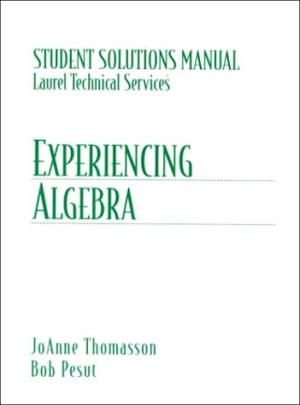 STUDENT SOLUTIONS MANUAL
Laurel Technical Services
EXPERIENCING
ALGEBRA
JoAnne Thomasson
Bob Pesut